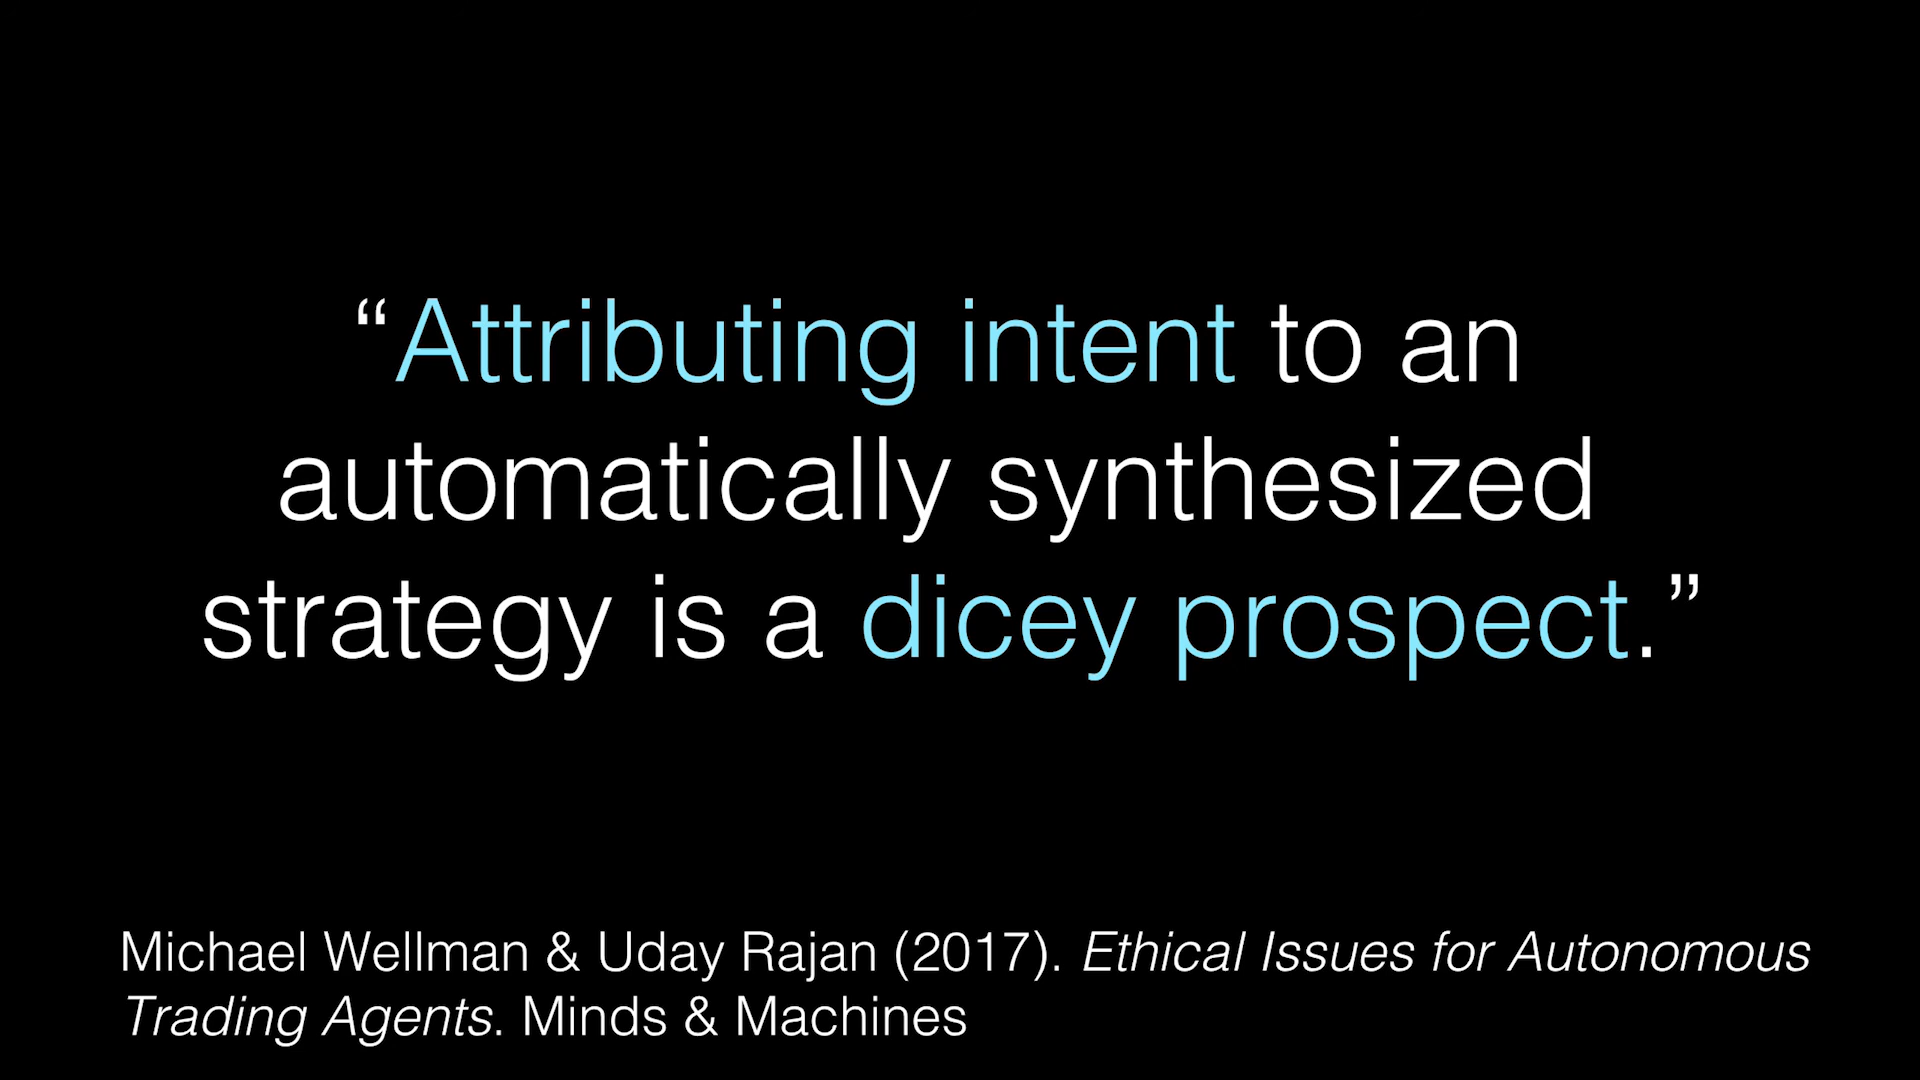 “Attributing intent to an
automatically synthesized
strategy is a dicey prospect.”
Michael Wellman & Uday Rajan (2017). Ethical Issues for Autonomous
Trading Agents. Minds & Machines